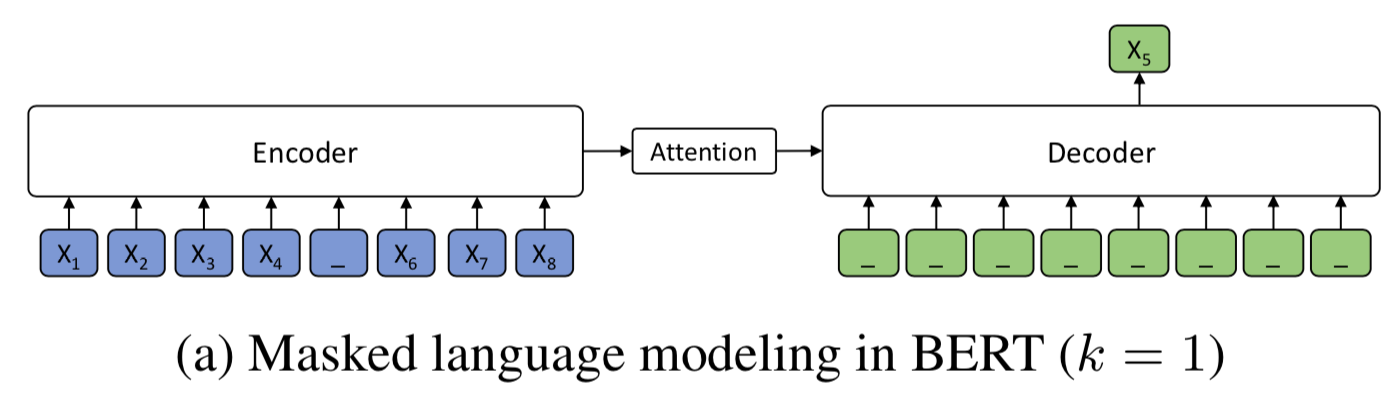 X₅
Encoder Attention Decoder
X₁ X₂ X₃ X₄ _ X₆ X₇ X₈ _ _ _ _ _ _ _ _
(a) Masked language modeling in BERT (k = 1)